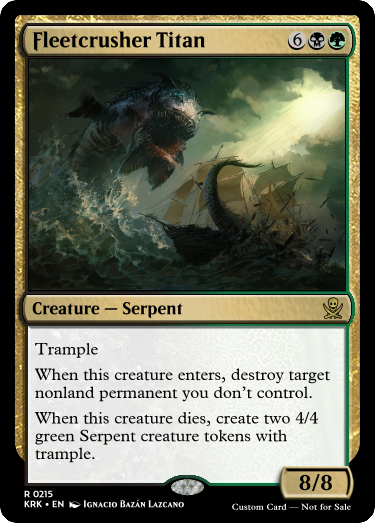 Fleetcrusher Titan 6
Creature — Serpent
Trample
When this creature enters, destroy target
nonland permanent you don't control.
When this creature dies, create two 4/4
green Serpent creature tokens with
trample.
8/8
R 0215
KRK • EN Ignacio Bazán Lazcano
Custom Card — Not for Sale